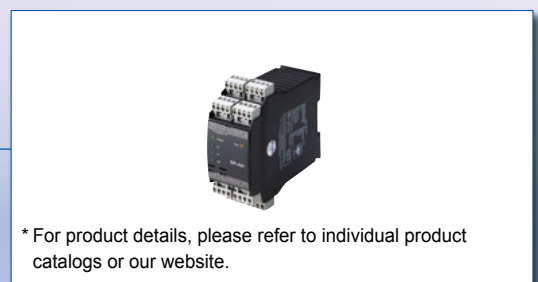 * For product details, please refer to individual product
catalogs or our website.